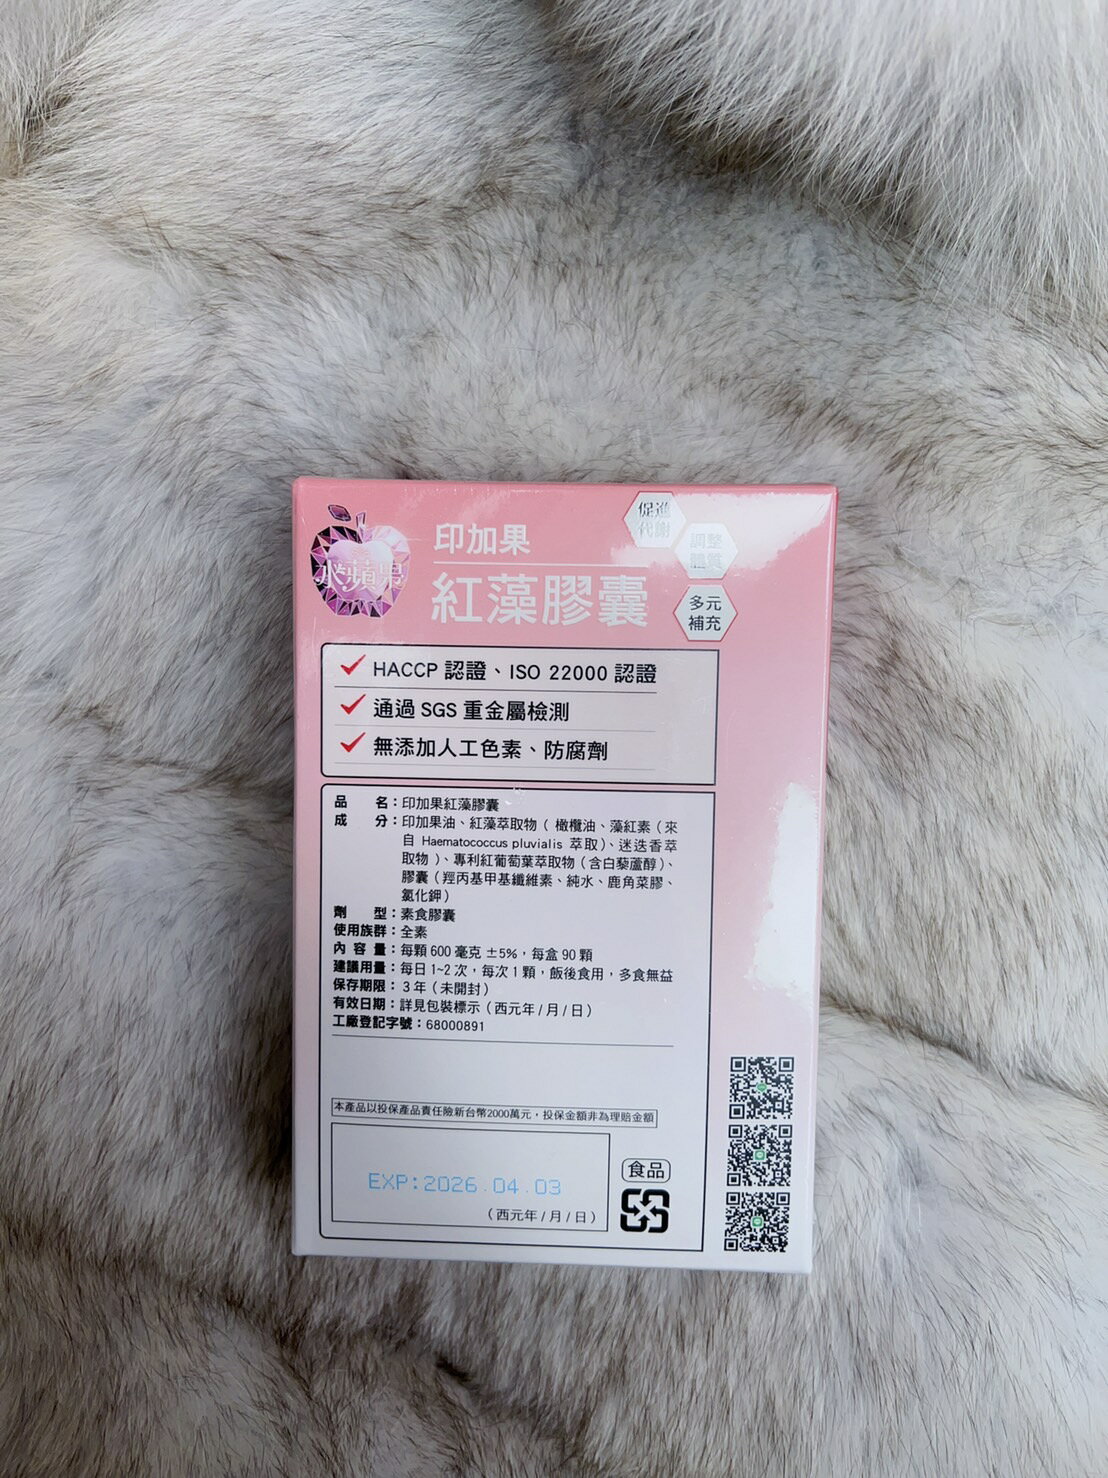 水蘋果
印加果
紅藻膠囊
促進
代謝
調整
體質
多元
補充
HACCP 認證、ISO 22000 認證
通過 SGS 重金屬檢測
無添加人工色素、防腐劑
品 名：印加果紅藻膠囊
成 分：印加果油、紅藻萃取物（ 橄欖油、藻紅素（來
自 Haematococcus pluvialis 萃取）、迷迭香萃
取物 ）、專利紅葡萄葉萃取物（含白藜蘆醇）、
膠囊（羥丙基甲基纖維素、純水、鹿角菜膠、
氯化鉀）
劑 型：素食膠囊
使用族群：全素
內 容 量：每顆 600 毫克 ±5%，每盒 90 顆
建議用量：每日 1~2 次，每次 1 顆，飯後食用，多食無益
保存期限：3 年（未開封）
有效日期：詳見包裝標示（西元年 / 月 / 日）
工廠登記字號：68000891
本產品以投保產品責任險新台幣2000萬元，投保金額非為理賠金額
EXP:2026.04.03
（西元年 / 月 / 日）
食品